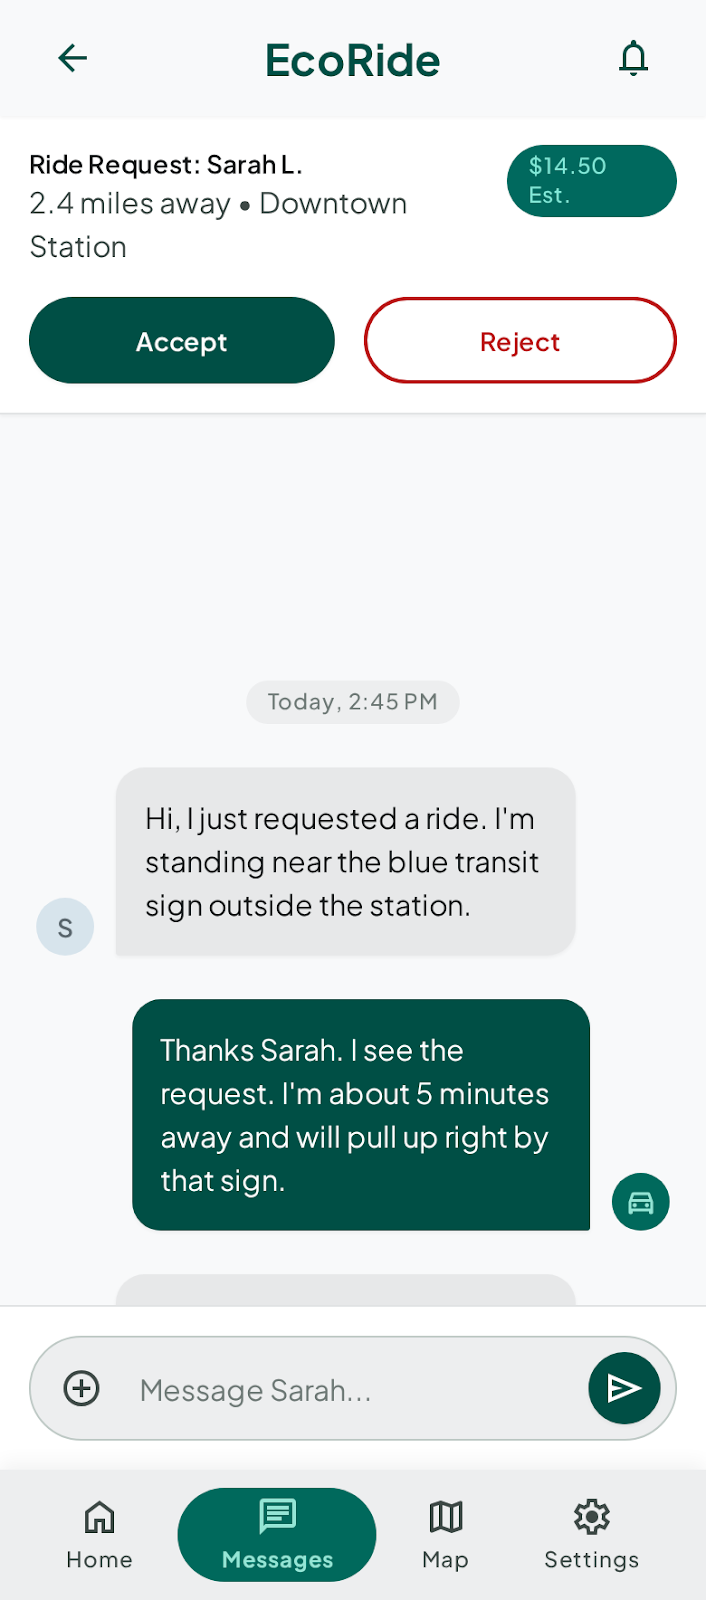 EcoRide
Ride Request: Sarah L.
2.4 miles away • Downtown
Station
$14.50
Est.
Accept
Reject
Today, 2:45 PM
Hi, I just requested a ride. I'm
standing near the blue transit
sign outside the station.
S
Thanks Sarah. I see the
request. I'm about 5 minutes
away and will pull up right by
that sign.
Message Sarah...
Home
Messages
Map
Settings